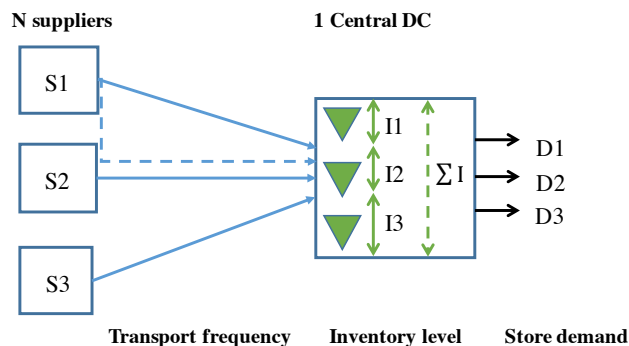 N suppliers
1 Central DC
S1
S2
S3
I1
I2
I3
∑ I
D1
D2
D3
Transport frequency
Inventory level
Store demand